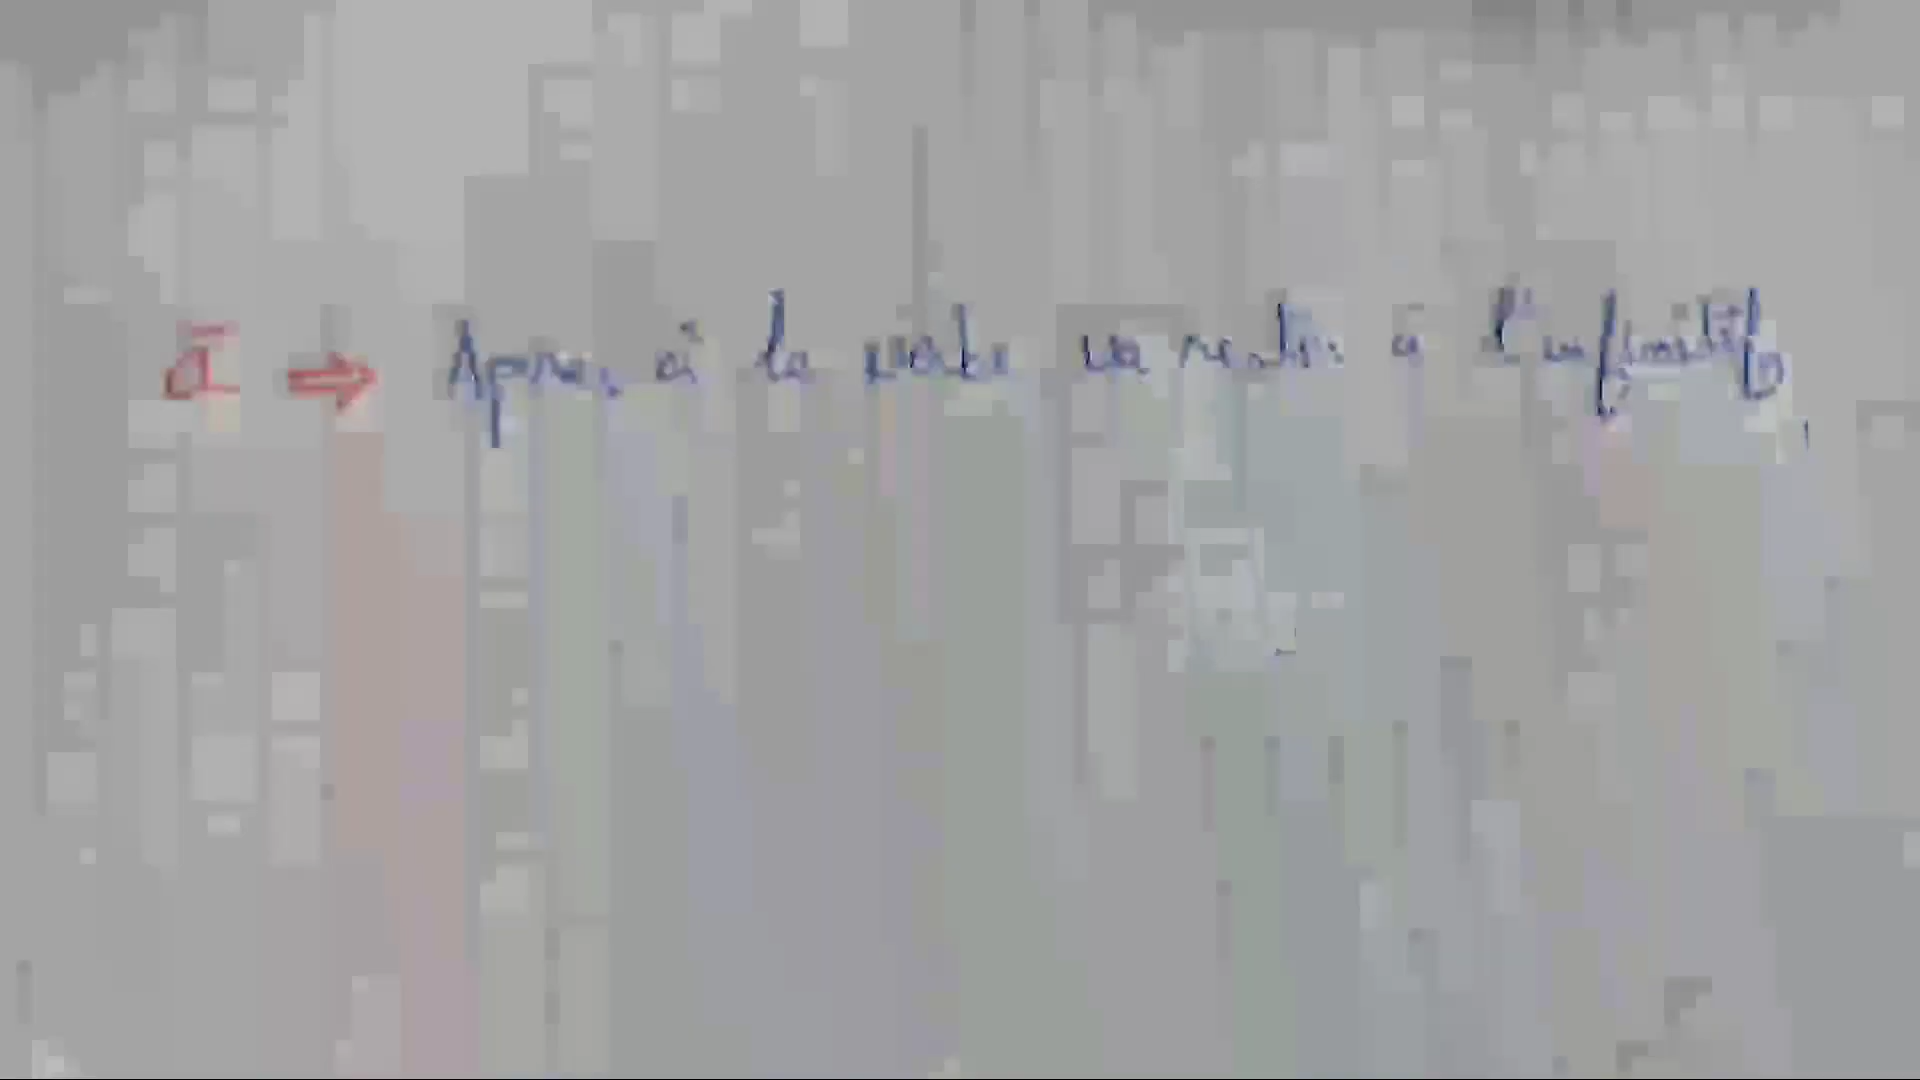 à ⇒ Après à le verbe va rester à l'infinitif